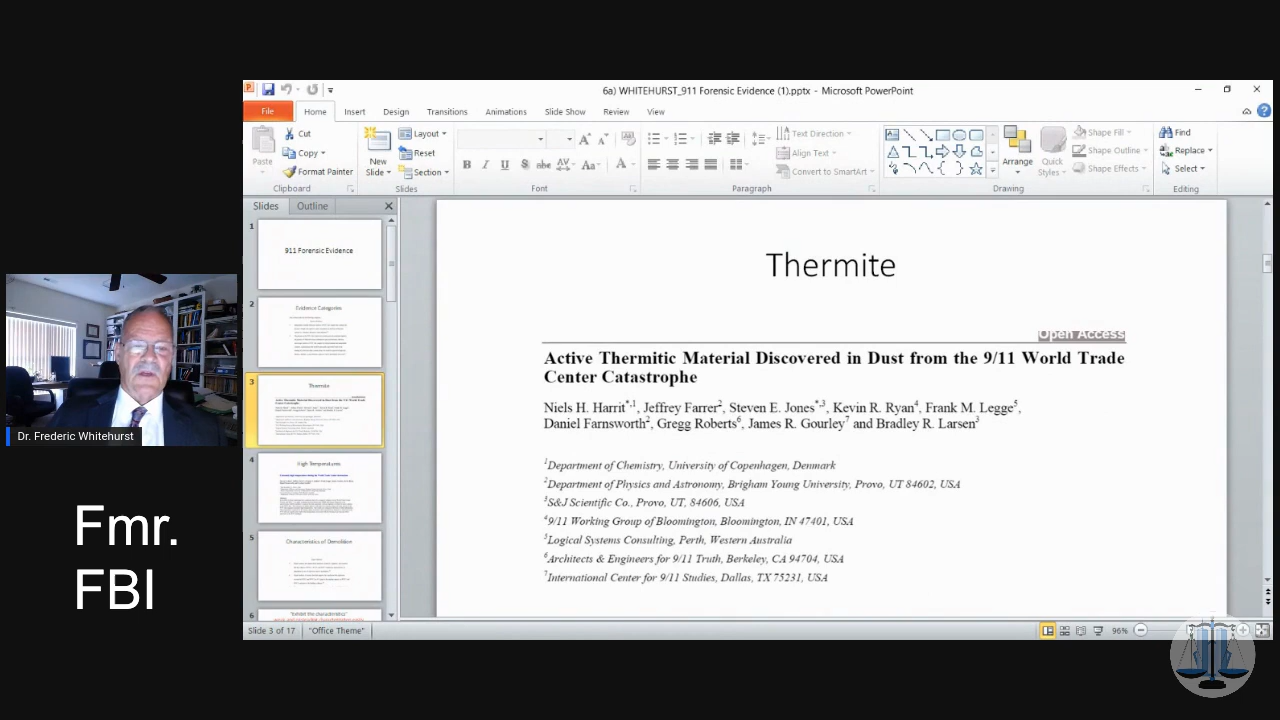 6a) WHITEHURST_911 Forensic Evidence (1).pptx - Microsoft PowerPoint
File Home Insert Design Transitions Animations Slide Show Review View
Paste
Cut
Copy
Format Painter
Clipboard
New Slide
Layout
Reset
Section
Slides
Font
Text Direction
Align Text
Convert to SmartArt
Paragraph
Arrange
Quick Styles
Shape Fill
Shape Outline
Shape Effects
Drawing
Find
Replace
Select
Editing
Slides Outline
1
911 Forensic Evidence
2
Evidence Categories
3
Thermite
4
High Temperatures
5
Characteristics of Demolition
6
"Exhibit the characteristics"
Thermite
Open Access
Active Thermitic Material Discovered in Dust from the 9/11 World Trade
Center Catastrophe
Niels H. Harrit*,1, Jeffrey Farrer2, Steven E. Jones*,3, Kevin R. Ryan4, Frank M. Legge5,
Farnsworth2, Gregg Roberts6, James R. Gourley7 and Bradley R. Larsen3
1Department of Chemistry, University of Copenhagen, Denmark
2Department of Physics and Astronomy, Brigham Young University, Provo, UT 84602, USA
Scientific Co., Provo, UT, 84606,
49/11 Working Group of Bloomington, Bloomington, IN 47401, USA
5Logical Systems Consulting, Perth, Western Australia
6Architects & Engineers for 9/11 Truth, Berkeley, CA 94704, USA
7International Center for 9/11 Studies, Dallas, TX 75231, USA
Dr. Frederic Whitehurst
Fmr.
FBI
Slide 3 of 17 "Office Theme" 96%